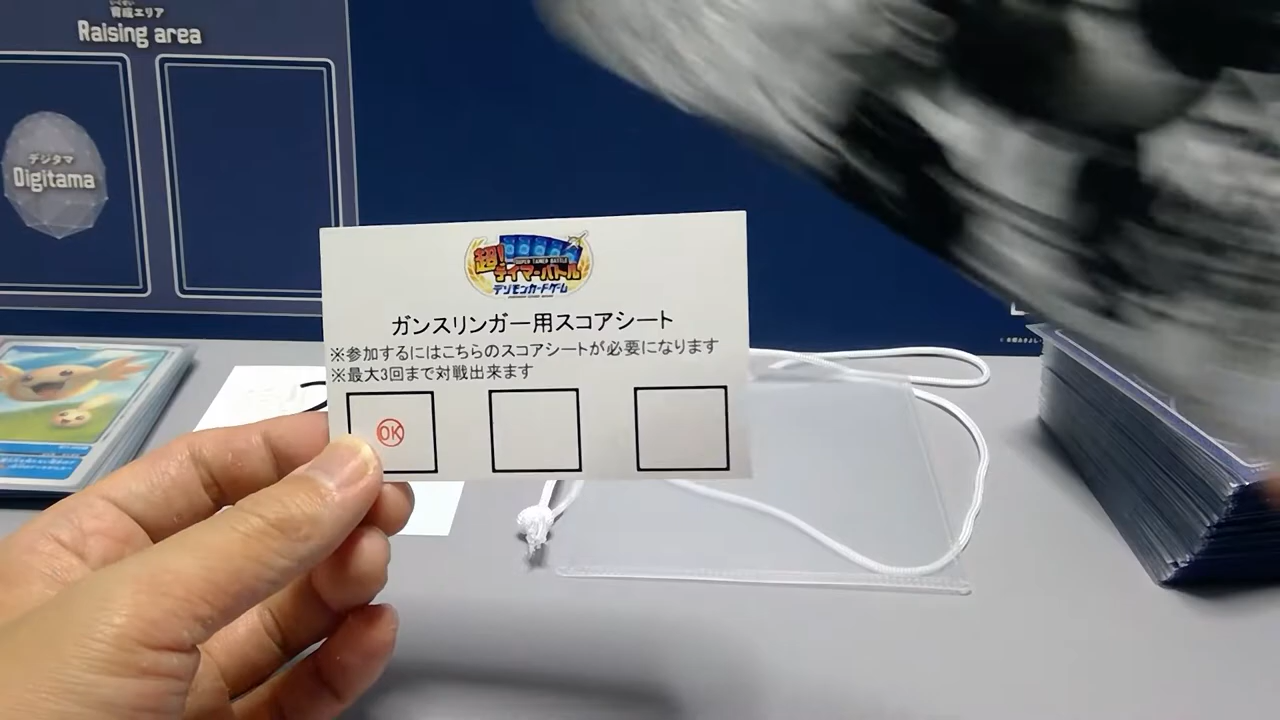 いくせい
育成エリア
Raising area
デジタマ
Digitama
超!
SUPER TAMER BATTLE
テイマーバトル
デジモンカードゲーム
ガンスリンガー用スコアシート
※参加するにはこちらのスコアシートが必要になります
※最大3回まで対戦出来ます
OK